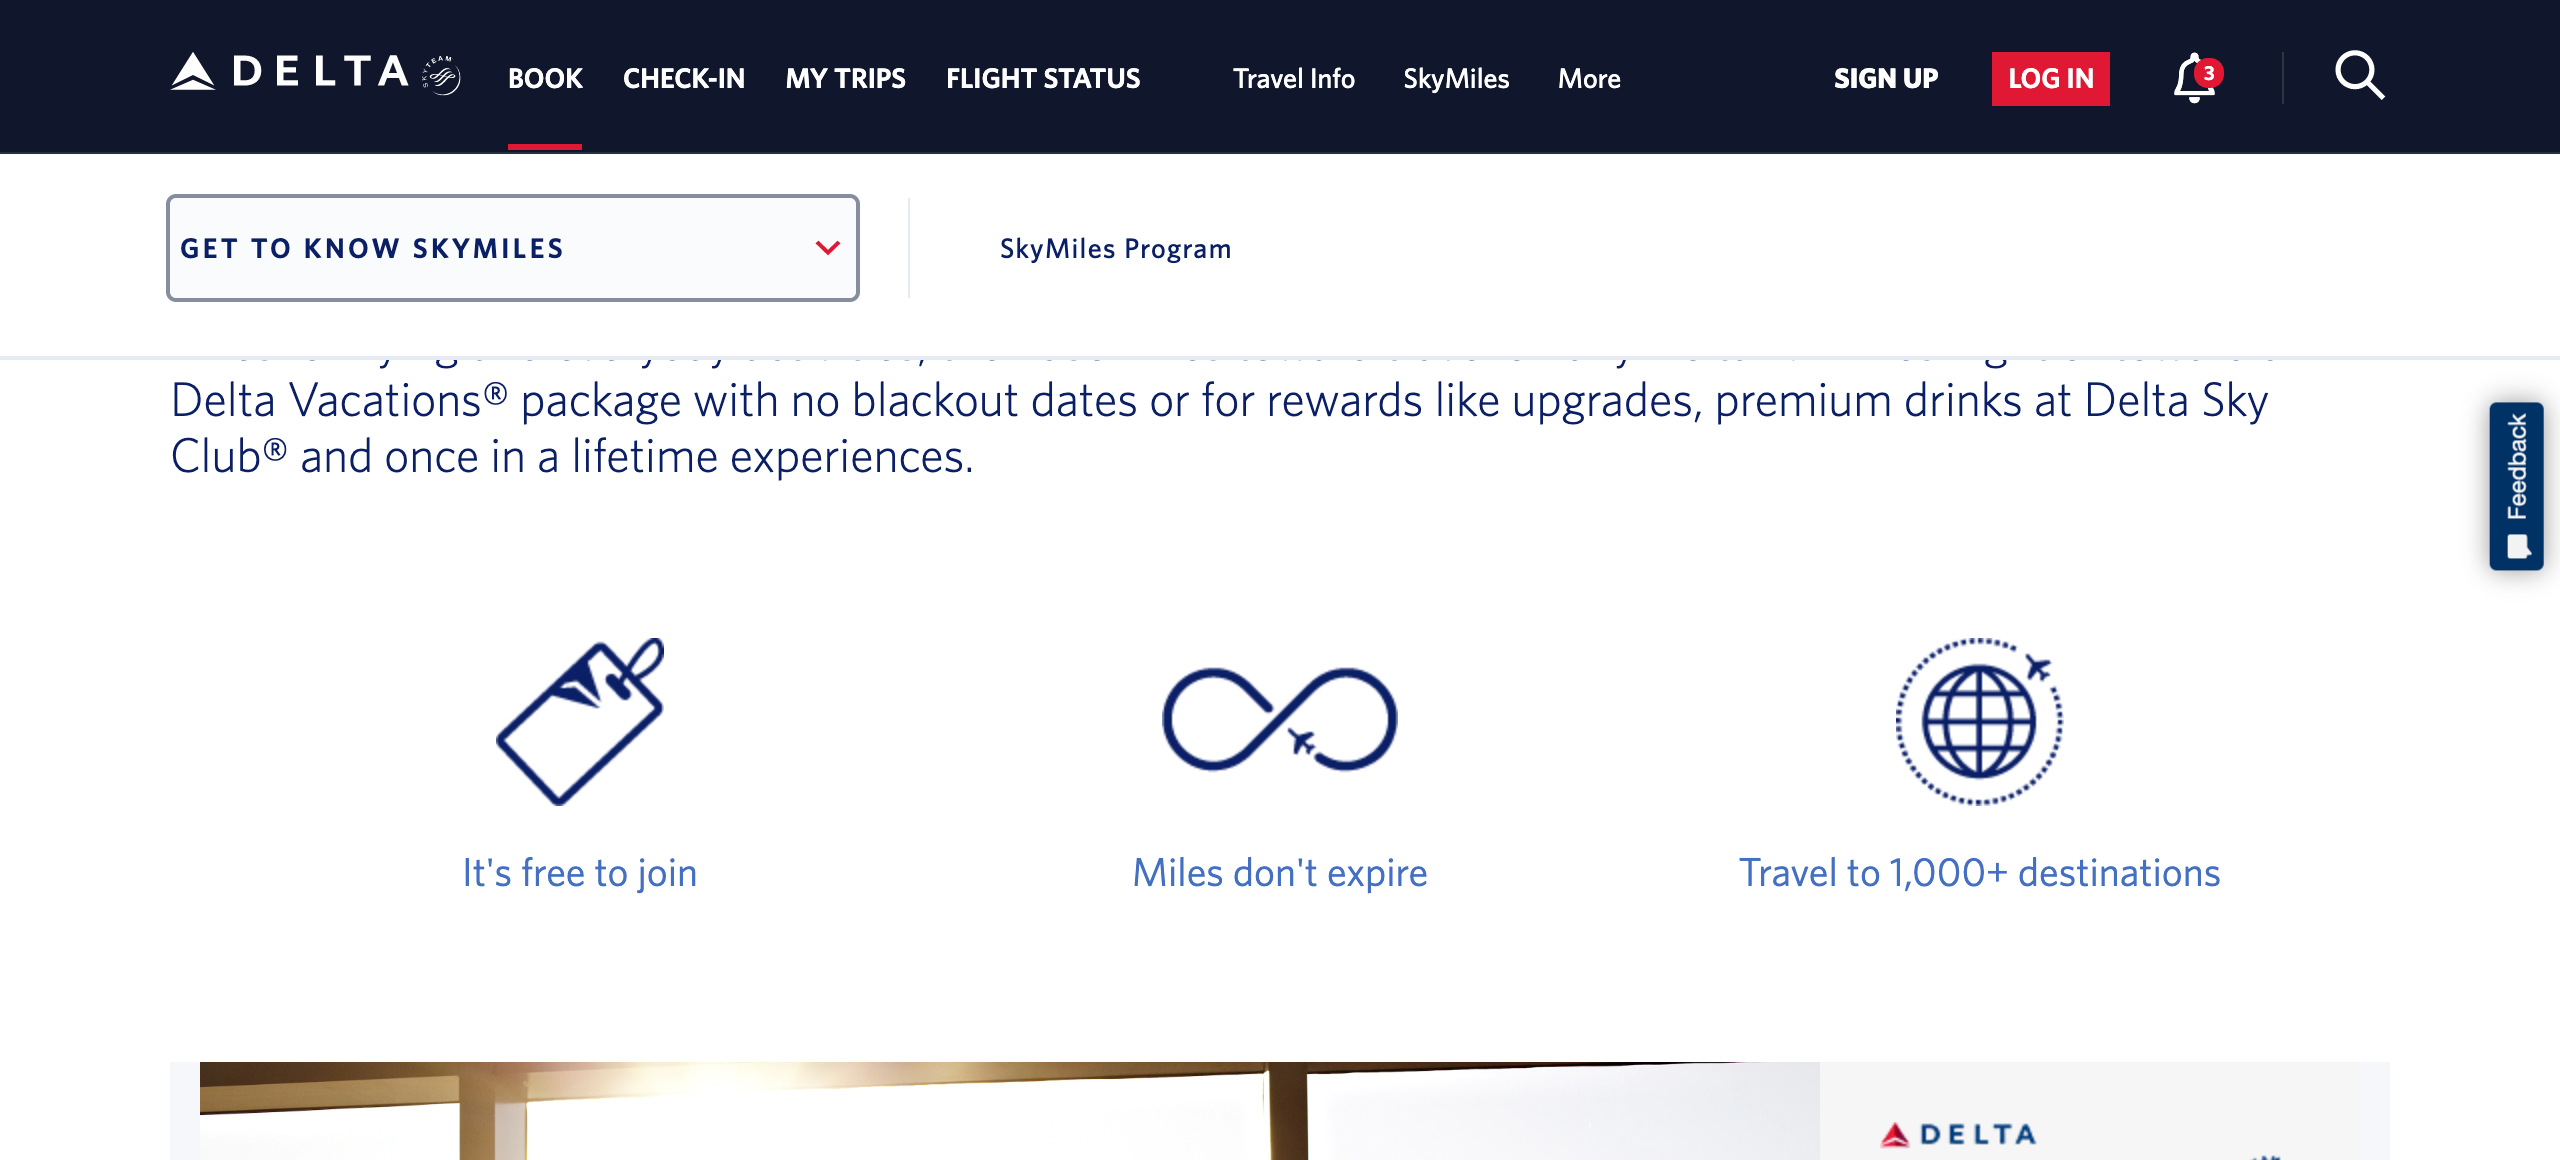 DELTA SKYTEAM BOOK CHECK-IN MY TRIPS FLIGHT STATUS Travel Info SkyMiles More SIGN UP LOG IN 3
GET TO KNOW SKYMILES SkyMiles Program
Delta Vacations® package with no blackout dates or for rewards like upgrades, premium drinks at Delta Sky
Club® and once in a lifetime experiences.
Feedback
It's free to join Miles don't expire Travel to 1,000+ destinations
DELTA